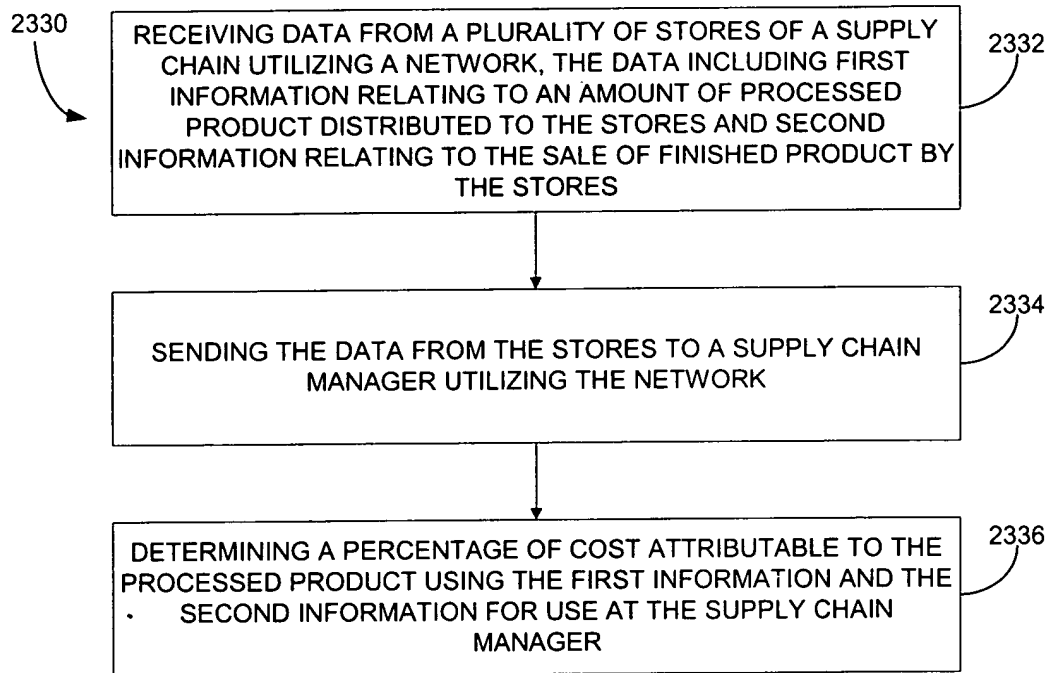 2330
RECEIVING DATA FROM A PLURALITY OF STORES OF A SUPPLY
CHAIN UTILIZING A NETWORK, THE DATA INCLUDING FIRST
INFORMATION RELATING TO AN AMOUNT OF PROCESSED
PRODUCT DISTRIBUTED TO THE STORES AND SECOND
INFORMATION RELATING TO THE SALE OF FINISHED PRODUCT BY
THE STORES
2332
SENDING THE DATA FROM THE STORES TO A SUPPLY CHAIN
MANAGER UTILIZING THE NETWORK
2334
DETERMINING A PERCENTAGE OF COST ATTRIBUTABLE TO THE
PROCESSED PRODUCT USING THE FIRST INFORMATION AND THE
SECOND INFORMATION FOR USE AT THE SUPPLY CHAIN
MANAGER
2336